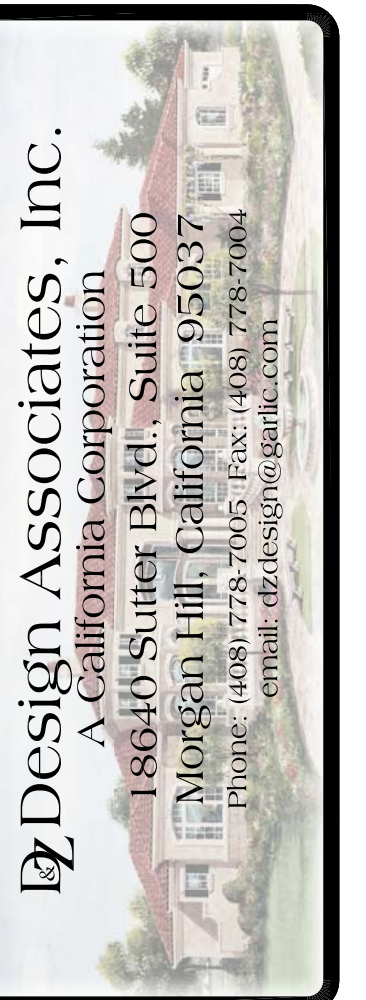 D&Z Design Associates, Inc.
A California Corporation
18640 Sutter Blvd., Suite 500
Morgan Hill, California 95037
Phone: (408) 778-7005 Fax: (408) 778-7004
email: dzdesign@garlic.com